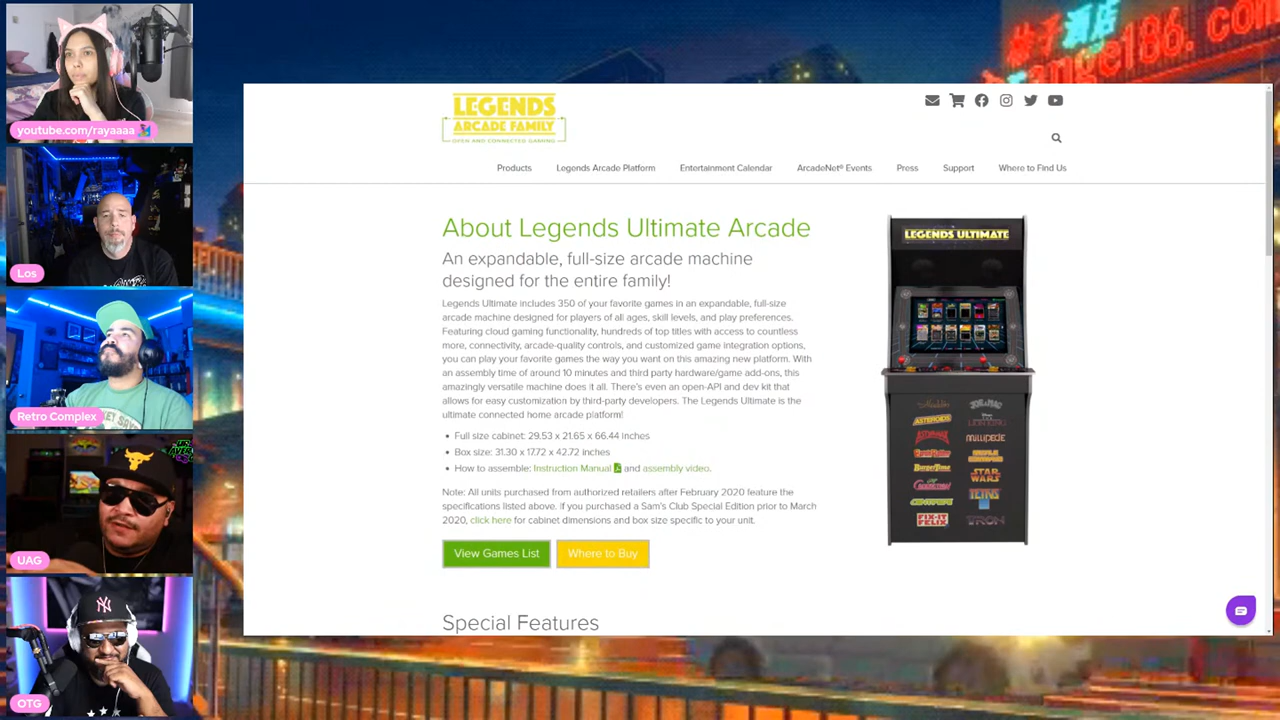 youtube.com/rayaaaa
Los
Retro Complex
UAG
OTG
酒店
angel86. com
LEGENDS
ARCADE FAMILY
OPEN AND CONNECTED GAMING
Products
Legends Arcade Platform
Entertainment Calendar
ArcadeNet® Events
Press
Support
Where to Find Us
About Legends Ultimate Arcade
An expandable, full-size arcade machine
designed for the entire family!
Legends Ultimate includes 350 of your favorite games in an expandable, full-size
arcade machine designed for players of all ages, skill levels, and play preferences.
Featuring cloud gaming functionality, hundreds of top titles with access to countless
more, connectivity, arcade-quality controls, and customized game integration options,
you can play your favorite games the way you want on this amazing new platform. With
an assembly time of around 10 minutes and third party hardware/game add-ons, this
amazingly versatile machine does it all. There's even an open-API and dev kit that
allows for easy customization by third-party developers. The Legends Ultimate is the
ultimate connected home arcade platform!
• Full size cabinet: 29.53 x 21.65 x 66.44 inches
• Box size: 31.30 x 17.72 x 42.72 inches
• How to assemble: Instruction Manual and assembly video.
Note: All units purchased from authorized retailers after February 2020 feature the
specifications listed above. If you purchased a Sam's Club Special Edition prior to March
2020, click here for cabinet dimensions and box size specific to your unit.
View Games List
Where to Buy
Special Features
LEGENDS ULTIMATE
ASTEROIDS
LION KING
MILLIPEDE
BURGERTIME
STAR WARS
CENTIPEDE
TETRIS
FIX-IT FELIX
TRON